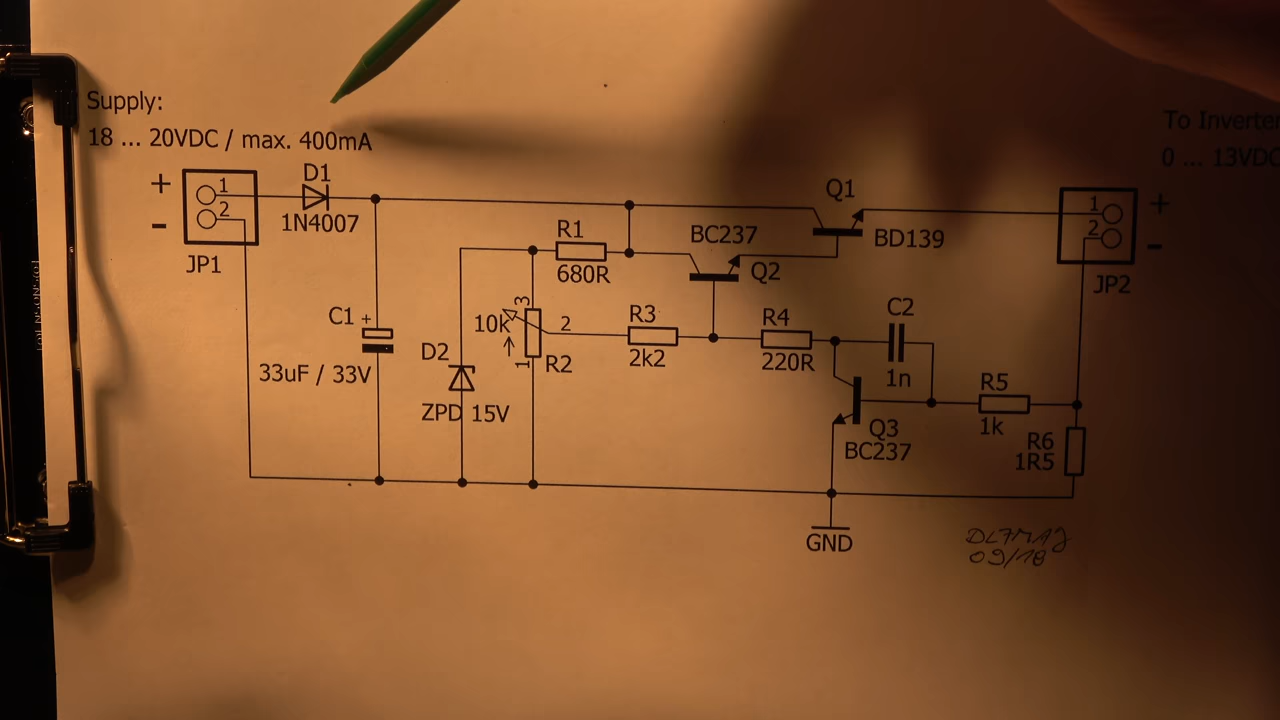 Supply:
18 ... 20VDC / max. 400mA
To Inverte
0 ... 13VDC
+
1
2
-
JP1
D1
1N4007
R1
680R
BC237
Q2
Q1
BD139
1
2
+
-
JP2
C1 +
33uF / 33V
D2
ZPD 15V
10k
3
2
1
R2
R3
2k2
R4
220R
C2
1n
Q3
BC237
R5
1k
R6
1R5
GND
DL7MAJ
09/18